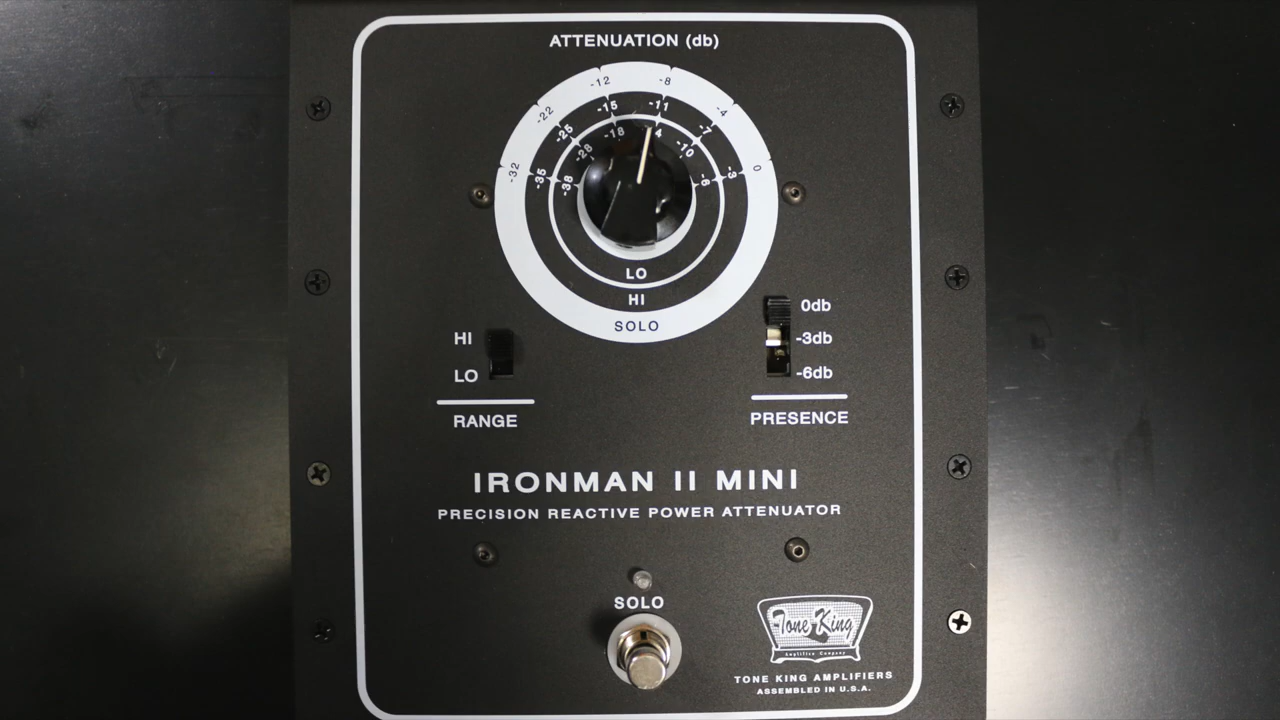 ATTENUATION (db)
-32 -22 -12 -8 -4 0
-35 -25 -15 -11 -7 -3
-38 -28 -18 -10 -6
LO
HI
SOLO
HI
LO
RANGE
0db
-3db
-6db
PRESENCE
IRONMAN II MINI
PRECISION REACTIVE POWER ATTENUATOR
SOLO
Tone King
Amplifier Company
TONE KING AMPLIFIERS
ASSEMBLED IN U.S.A.